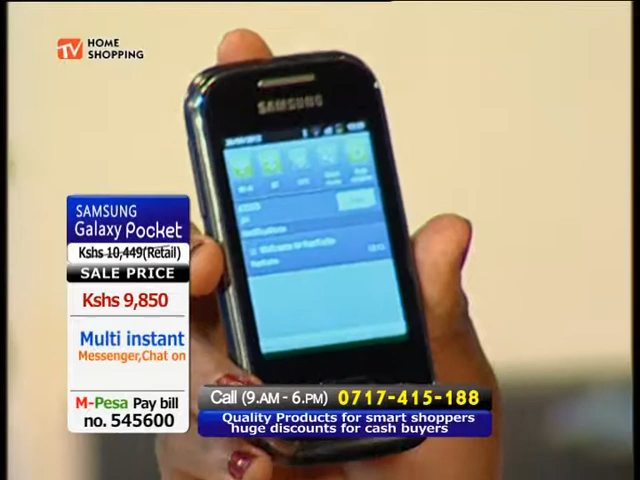 TV HOME
SHOPPING
SAMSUNG
SAMSUNG
Galaxy Pocket
Kshs 10,449(Retail)
SALE PRICE
Kshs 9,850
Multi instant
Messenger,Chat on
M-Pesa Pay bill
no. 545600
Call (9.AM - 6.PM) 0717-415-188
Quality Products for smart shoppers
huge discounts for cash buyers